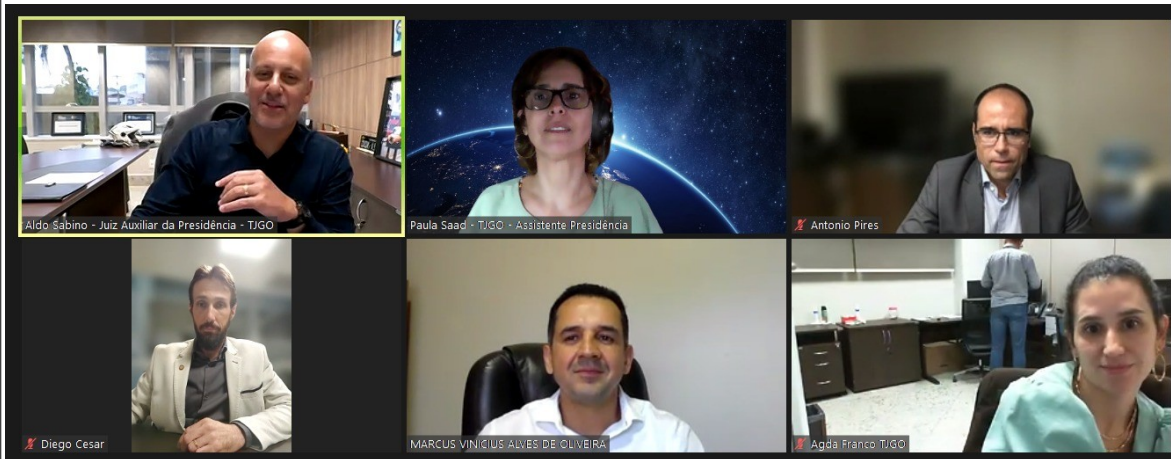 Aldo Sabino - Juiz Auxiliar da Presidência - TJGO
Paula Saad - TJGO - Assistente Presidência
Antonio Pires
Diego Cesar
MARCUS VINICIUS ALVES DE OLIVEIRA
Agda Franco TJGO